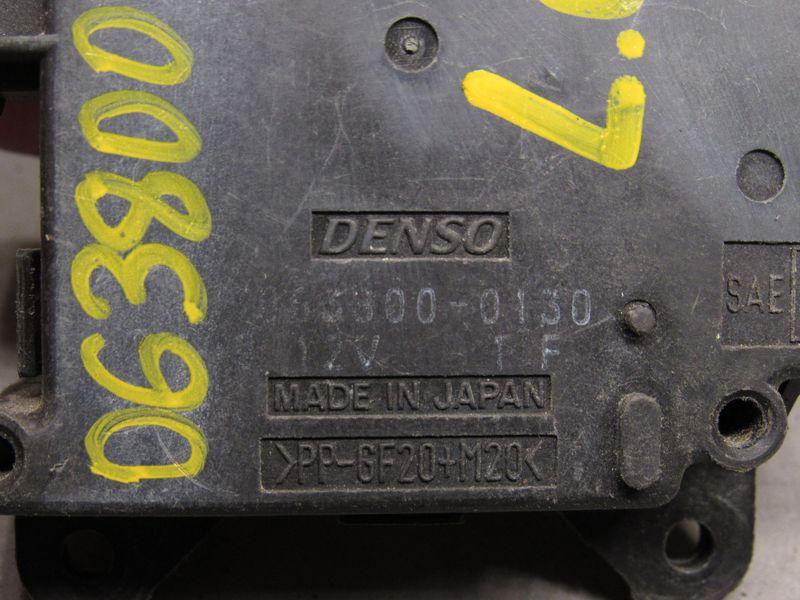 063800
DENSO
063800-0130
12V T F
MADE IN JAPAN
>PP-GF20+M20<
SAE